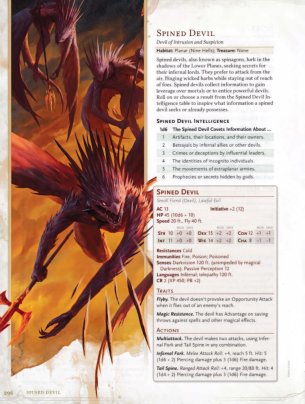 SPINED DEVIL
Devil of Intrusion and Suspicion
Habitat: Planar (Nine Hells); Treasure: None
Spined devils, also known as spinagons, lurk in the
shadows of the Lower Planes, seeking secrets for
their infernal lords. They prefer to attack from the
air, flinging wicked barbs while staying out of reach
of foes. Spined devils collect information to gain
leverage over mortals or to entice powerful devils.
Roll on or choose a result from the Spined Devil In-
telligence table to inspire what information a spined
devil seeks or already possesses.
SPINED DEVIL INTELLIGENCE
1d6 The Spined Devil Covets Information About ...
1 Artifacts, their locations, and their owners.
2 Betrayals by infernal allies or other devils.
3 Crimes or deceptions by influential leaders.
4 The identities of incognito individuals.
5 The movements of extraplanar armies.
6 Prophecies or secrets hidden by gods.
SPINED DEVIL
Small Fiend (Devil), Lawful Evil
AC 13 Initiative +2 (12)
HP 45 (10d6 + 10)
Speed 20 ft., Fly 40 ft.
MOD SAVE MOD SAVE MOD SAVE
STR 10 +0 +0 DEX 15 +2 +2 CON 12 +1 +1
INT 11 +0 +0 WIS 14 +2 +2 CHA 8 −1 −1
Resistances Cold
Immunities Fire, Poison; Poisoned
Senses Darkvision 120 ft. (unimpeded by magical
Darkness); Passive Perception 12
Languages Infernal; telepathy 120 ft.
CR 2 (XP 450; PB +2)
TRAITS
Flyby. The devil doesn't provoke an Opportunity Attack
when it flies out of an enemy's reach.
Magic Resistance. The devil has Advantage on saving
throws against spells and other magical effects.
ACTIONS
Multiattack. The devil makes two attacks, using Infer-
nal Fork and Tail Spine in any combination.
Infernal Fork. Melee Attack Roll: +4, reach 5 ft. Hit: 5
(1d6 + 2) Piercing damage plus 3 (1d6) Fire damage.
Tail Spine. Ranged Attack Roll: +4, range 20/80 ft. Hit: 4
(1d4 + 2) Piercing damage plus 3 (1d6) Fire damage.
SPINED DEVIL